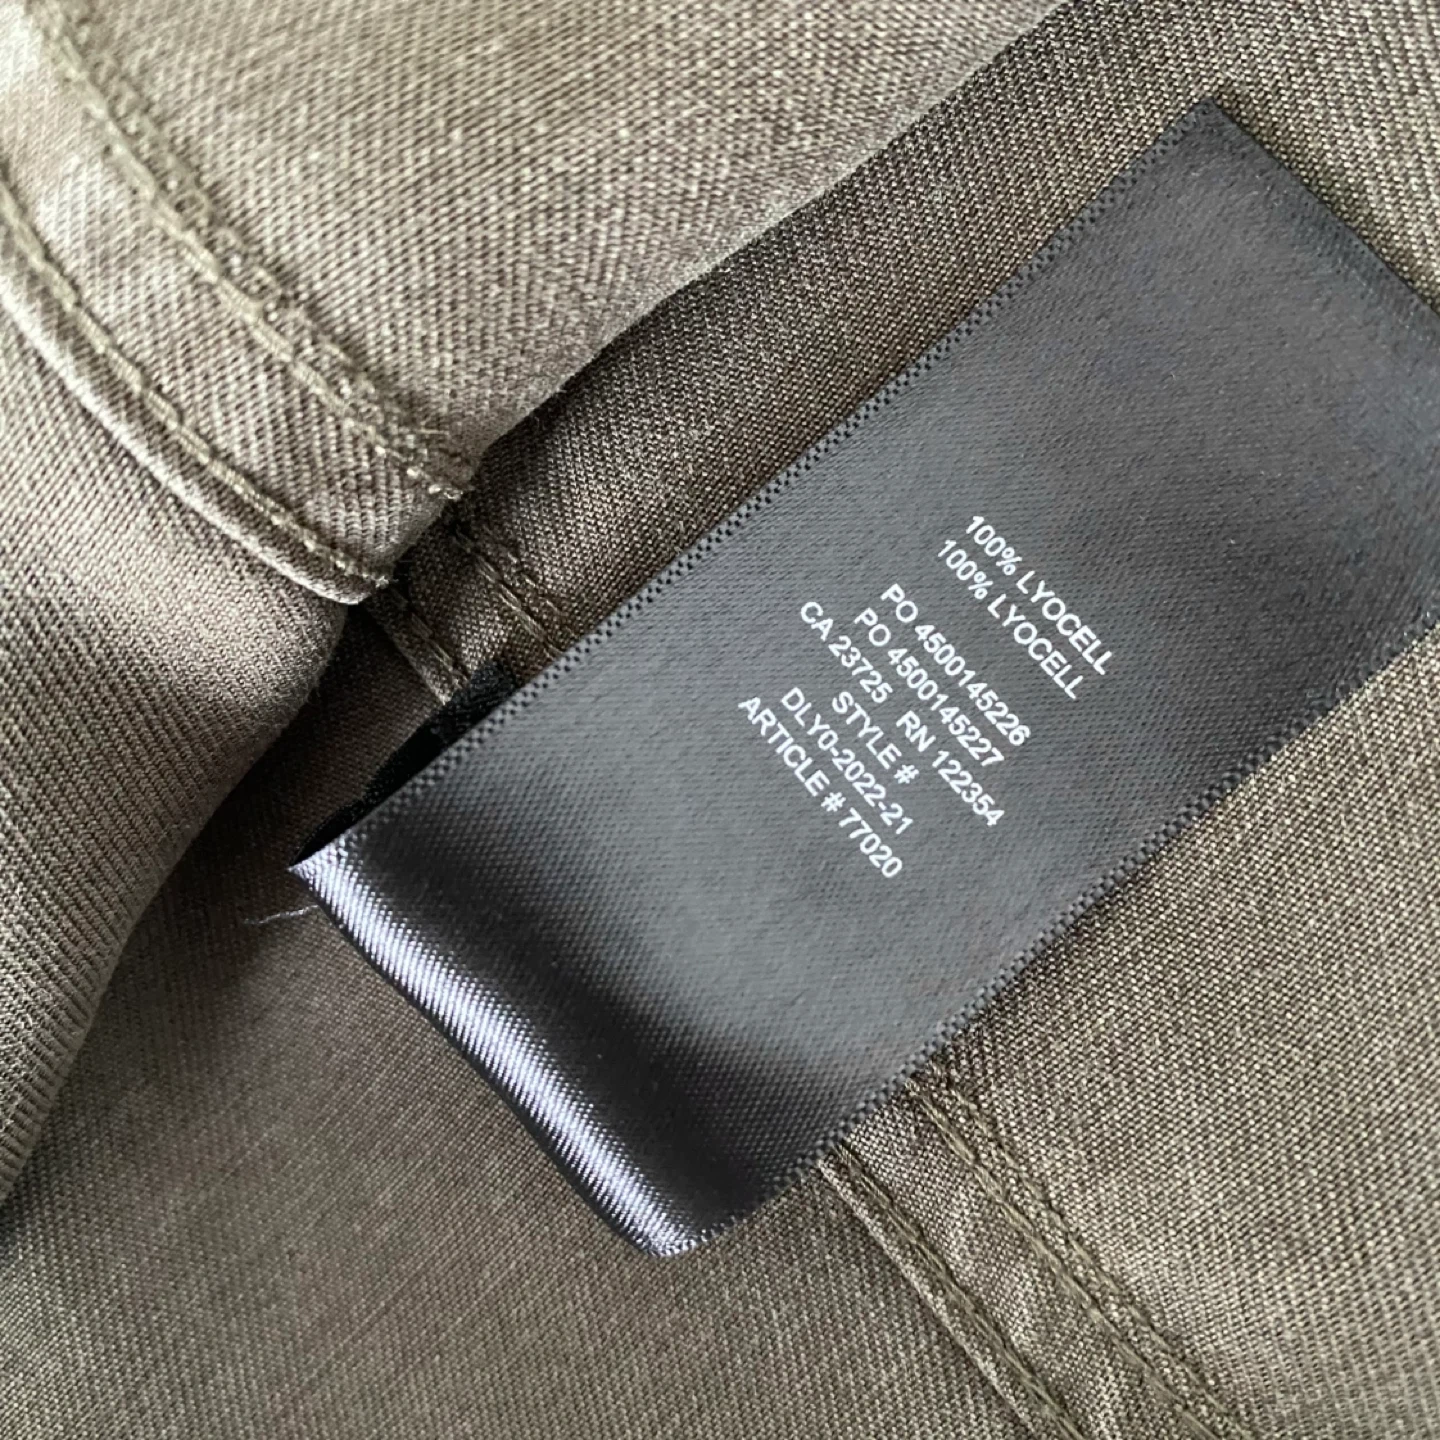 100% LYOCELL
100% LYOCELL
PO 4500145226
PO 4500145227
CA 23725 RN 122354
STYLE #
DLY0-2022-21
ARTICLE # 77020